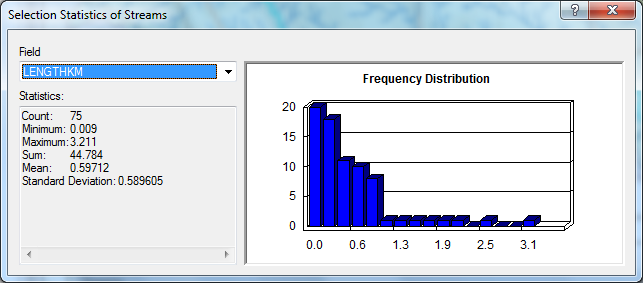 Selection Statistics of Streams
Field
LENGTHKM
Statistics:
Count: 75
Minimum: 0.009
Maximum: 3.211
Sum: 44.784
Mean: 0.59712
Standard Deviation: 0.589605
Frequency Distribution
20
15
10
5
0
0.0 0.6 1.3 1.9 2.5 3.1